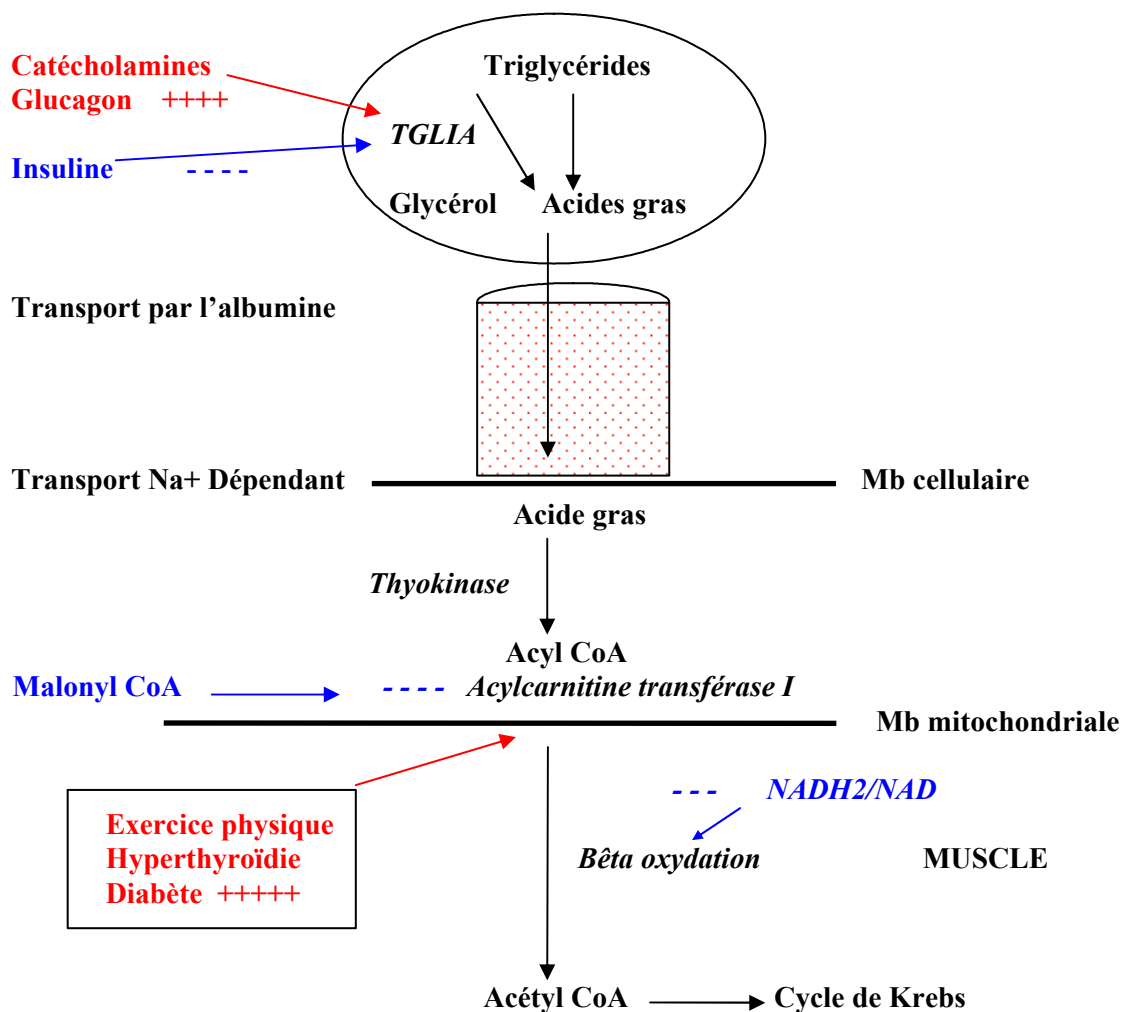 Catécholamines
Triglycérides
Glucagon ++++
TGLIA
Insuline - - - -
Glycérol Acides gras
Transport par l'albumine
Transport Na+ Dépendant
Mb cellulaire
Acide gras
Thyokinase
Acyl CoA
Malonyl CoA
- - - - Acylcarnitine transférase I
Mb mitochondriale
- - - NADH2/NAD
Exercice physique
Hyperthyroïdie
Diabète +++++
Bêta oxydation
MUSCLE
Acétyl CoA
Cycle de Krebs